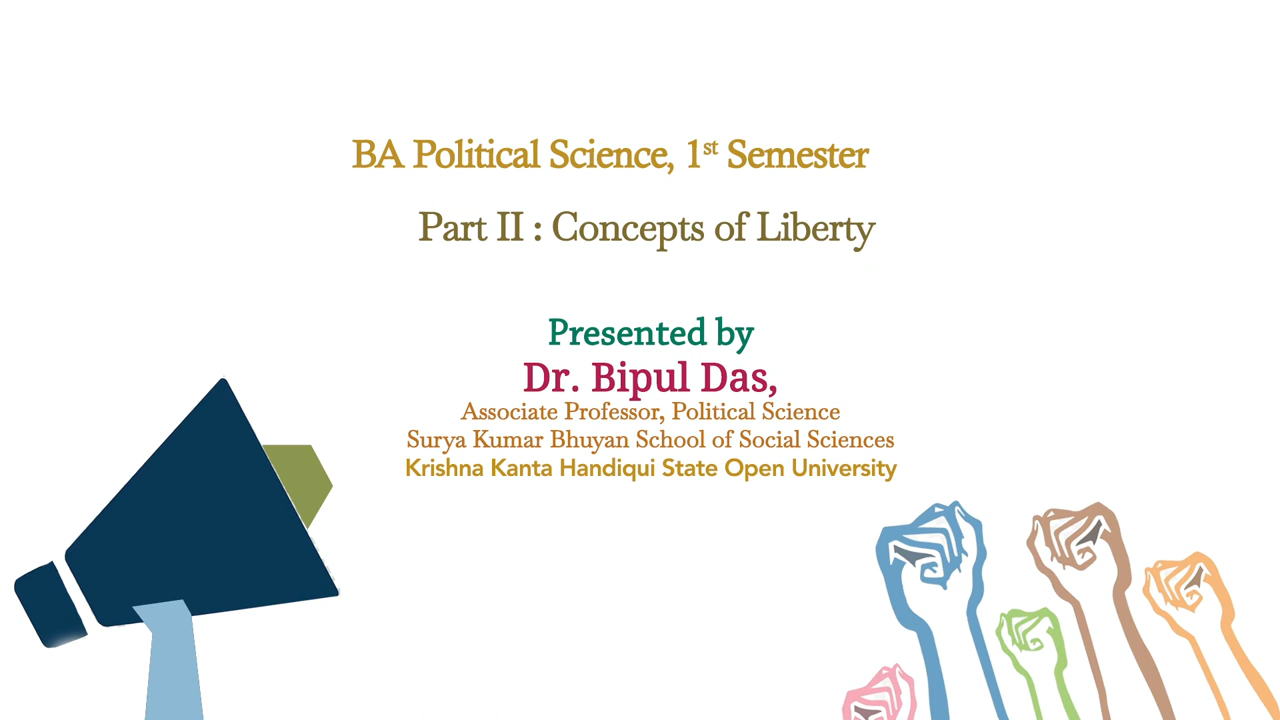 BA Political Science, 1st Semester
Part II : Concepts of Liberty
Presented by
Dr. Bipul Das,
Associate Professor, Political Science
Surya Kumar Bhuyan School of Social Sciences
Krishna Kanta Handiqui State Open University